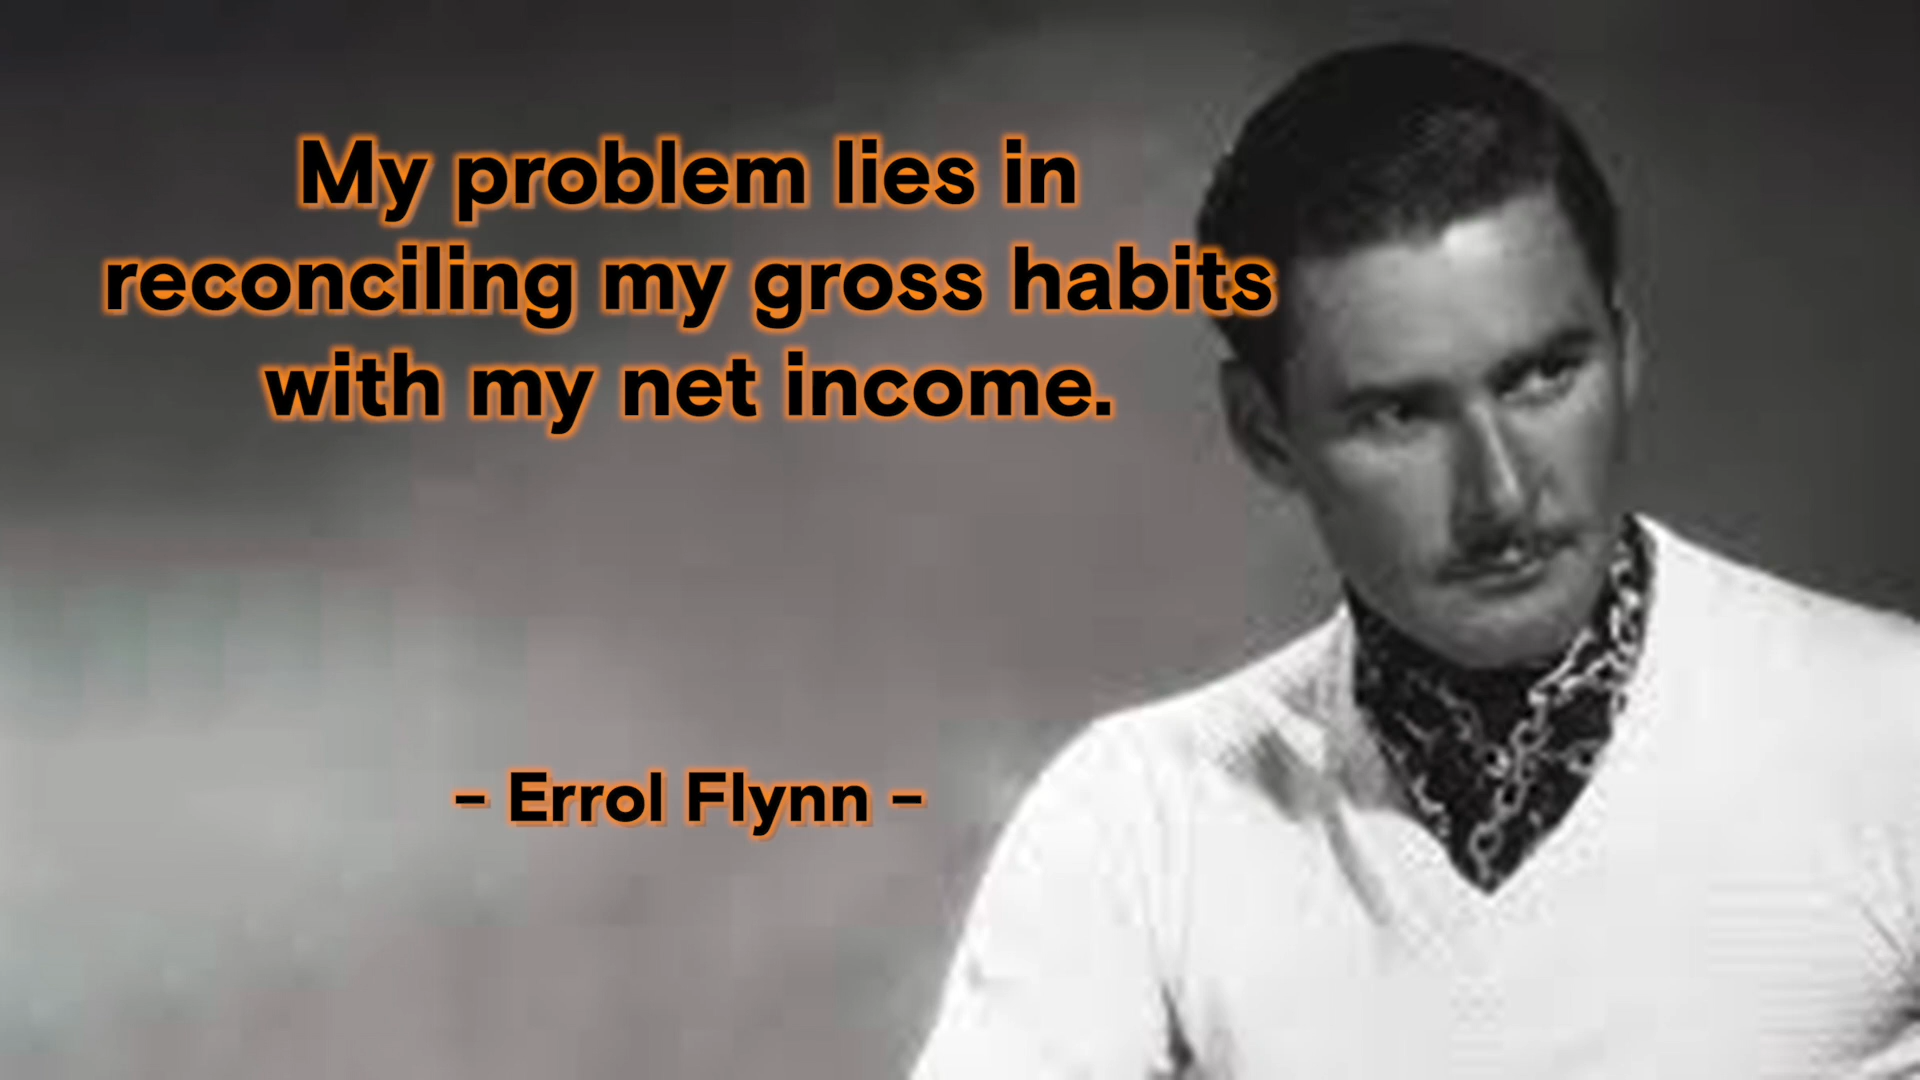 My problem lies in
reconciling my gross habits
with my net income.
- Errol Flynn -